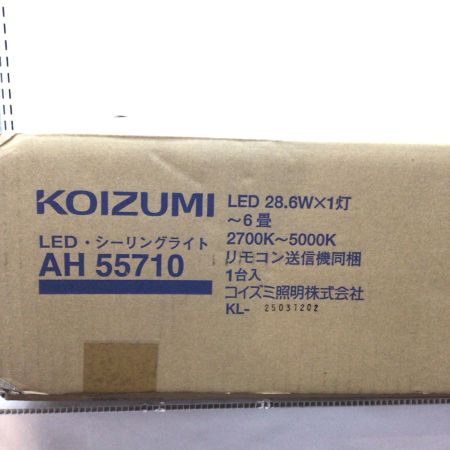 KOIZUMI
LED・シーリングライト
AH 55710
LED 28.6W×1灯
～6畳
2700K～5000K
リモコン送信機同梱
1台入
コイズミ照明株式会社
KL- 25031202